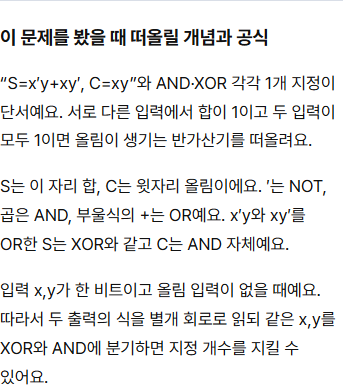 이 문제를 봤을 때 떠올릴 개념과 공식
“S=x′y+xy′, C=xy”와 AND·XOR 각각 1개 지정이
단서예요. 서로 다른 입력에서 합이 1이고 두 입력이
모두 1이면 올림이 생기는 반가산기를 떠올려요.
S는 이 자리 합, C는 윗자리 올림이에요. ′는 NOT,
곱은 AND, 부울식의 +는 OR예요. x′y와 xy′를
OR한 S는 XOR와 같고 C는 AND 자체예요.
입력 x,y가 한 비트이고 올림 입력이 없을 때예요.
따라서 두 출력의 식을 별개 회로로 읽되 같은 x,y를
XOR와 AND에 분기하면 지정 개수를 지킬 수
있어요.